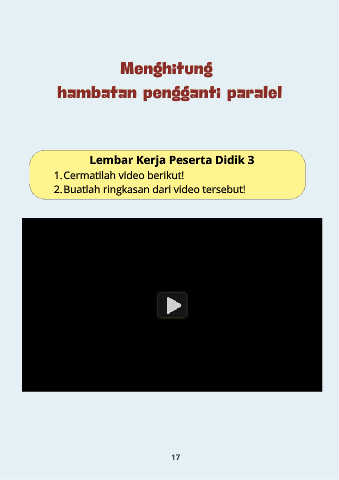 Menghitung
hambatan pengganti paralel
Lembar Kerja Peserta Didik 3
1. Cermatilah video berikut!
2. Buatlah ringkasan dari video tersebut!
17